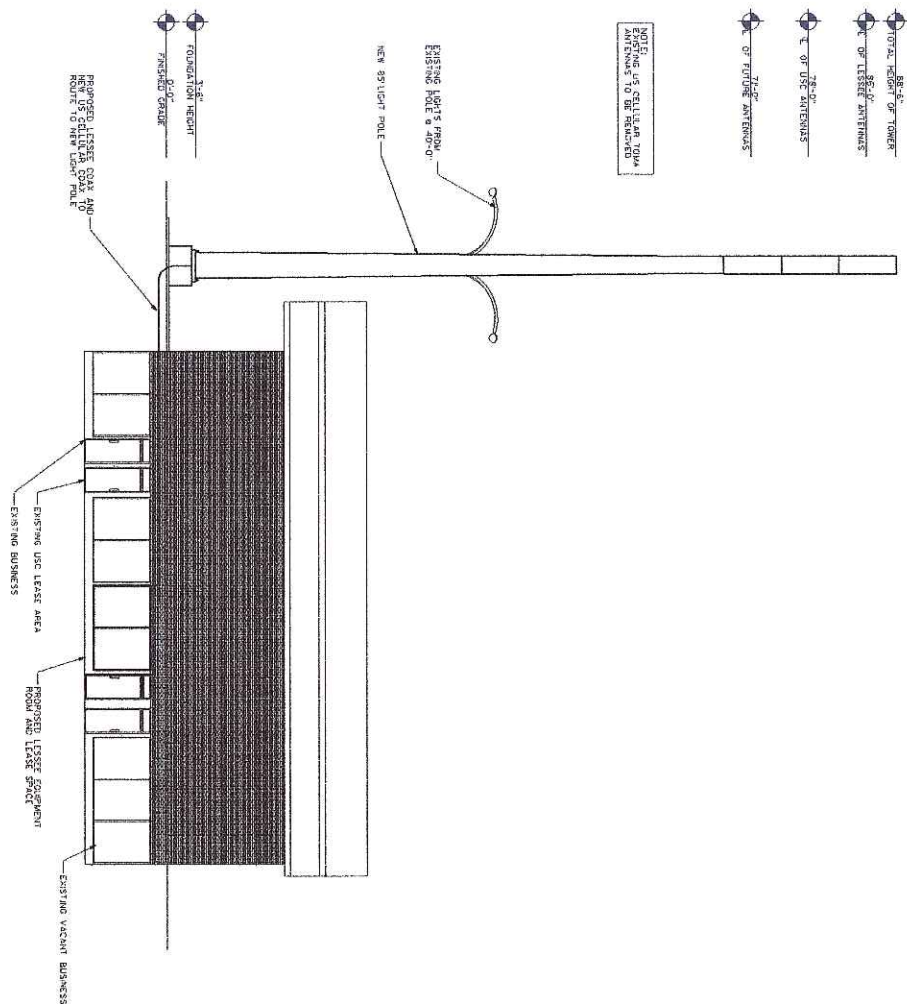 88'-6"
TOTAL HEIGHT OF TOWER
85'-0"
℄ OF LESSEE ANTENNAS
78'-0"
℄ OF USC ANTENNAS
71'-0"
℄ OF FUTURE ANTENNAS
NOTE:
EXISTING US CELLULAR TDMA
ANTENNAS TO BE REMOVED
EXISTING LIGHTS FROM
EXISTING POLE @ 40'-0"
NEW 85' LIGHT POLE
3'-6"
FOUNDATION HEIGHT
0'-0"
FINISHED GRADE
PROPOSED LESSEE COAX AND
NEW US CELLULAR COAX TO
ROUTE TO NEW LIGHT POLE
EXISTING BUSINESS
EXISTING USC LEASE AREA
PROPOSED LESSEE EQUIPMENT
ROOM AND LEASE SPACE
EXISTING VACANT BUSINESS